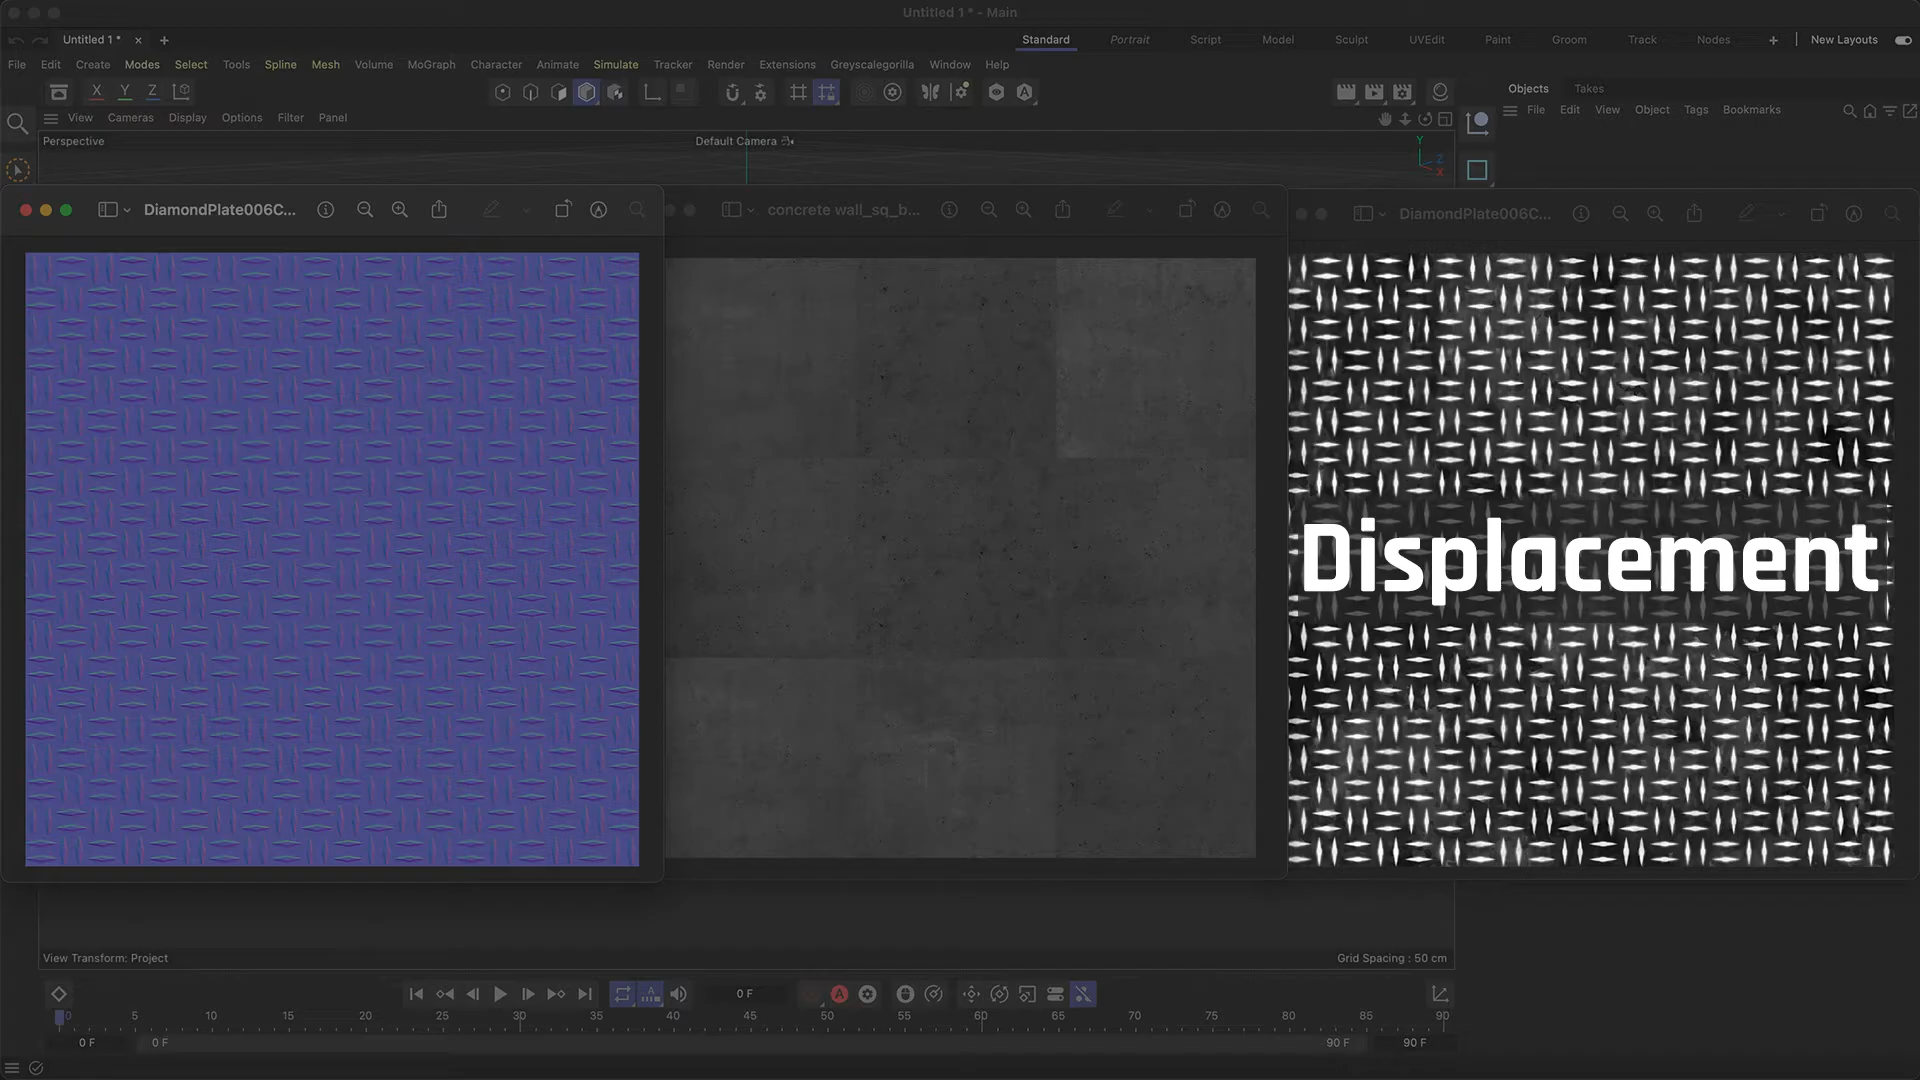 Untitled 1 * - Main
Untitled 1 *
Standard Portrait Script Model Sculpt UVEdit Paint Groom Track Nodes New Layouts
File Edit Create Modes Select Tools Spline Mesh Volume MoGraph Character Animate Simulate Tracker Render Extensions Greyscalegorilla Window Help
X Y Z
Objects Takes
File Edit View Object Tags Bookmarks
View Cameras Display Options Filter Panel
Perspective
Default Camera
Y
Z
X
DiamondPlate006C...
concrete wall_sq_b...
DiamondPlate006C...
Displacement
View Transform: Project
Grid Spacing : 50 cm
0 F
0 5 10 15 20 25 30 35 40 45 50 55 60 65 70 75 80 85 90
0 F 0 F 90 F 90 F